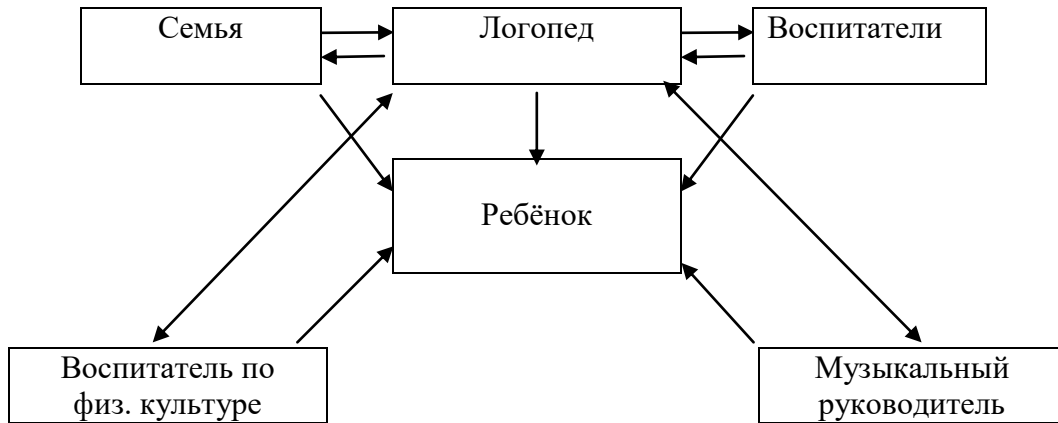 Семья
Логопед
Воспитатели
Ребёнок
Воспитатель по
физ. культуре
Музыкальный
руководитель